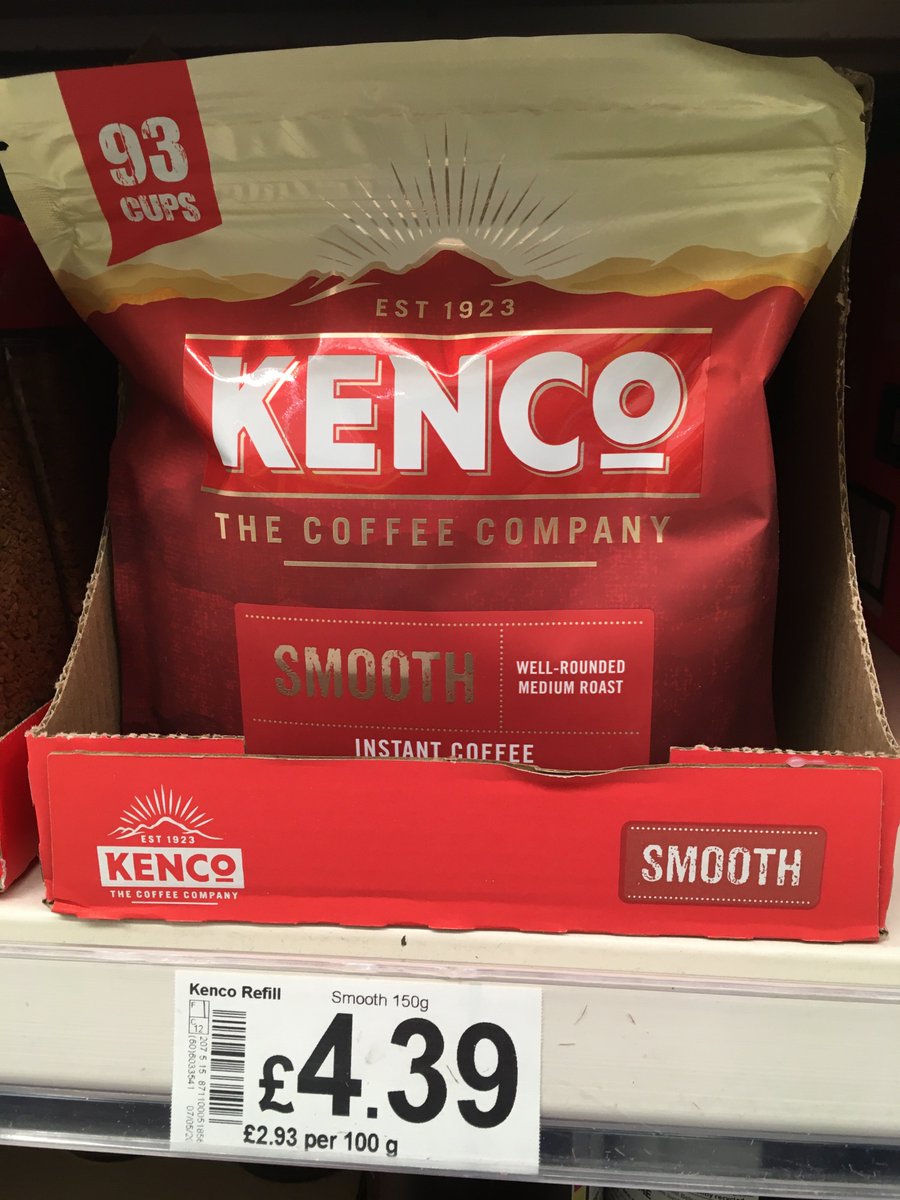 93
CUPS
EST 1923
KENCO
THE COFFEE COMPANY
SMOOTH
WELL-ROUNDED
MEDIUM ROAST
INSTANT COFFEE
EST 1923
KENCO
THE COFFEE COMPANY
SMOOTH
Kenco Refill
Smooth 150g
£4.39
£2.93 per 100 g